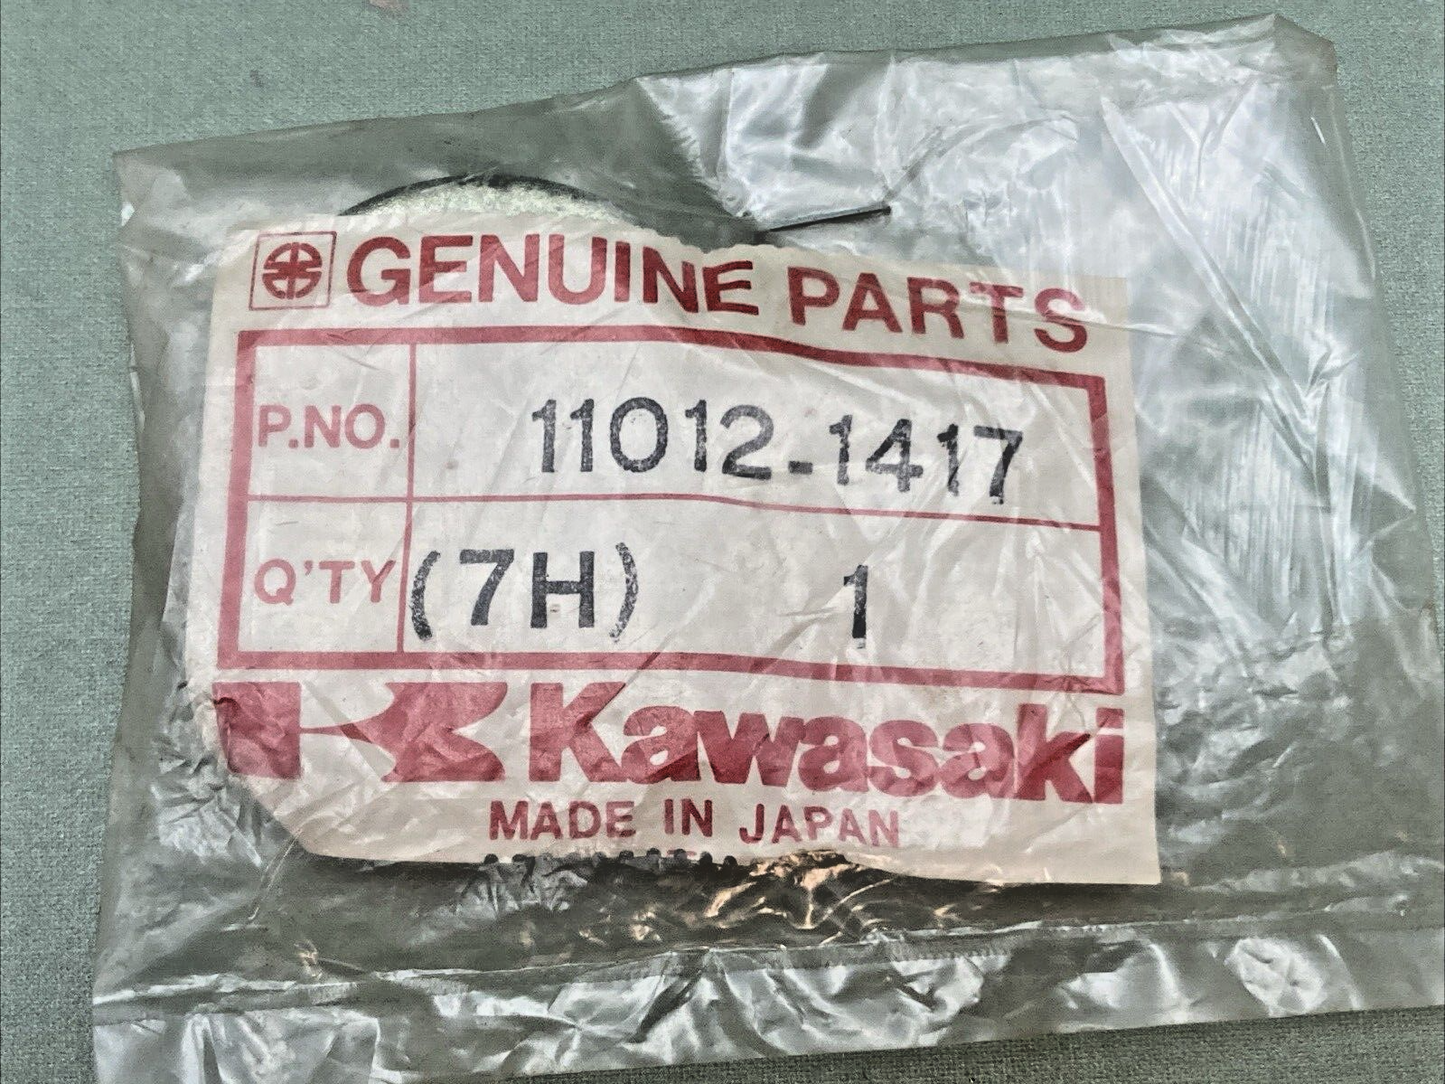 GENUINE PARTS
P.NO. 11012-1417
Q'TY (7H) 1
Kawasaki
MADE IN JAPAN